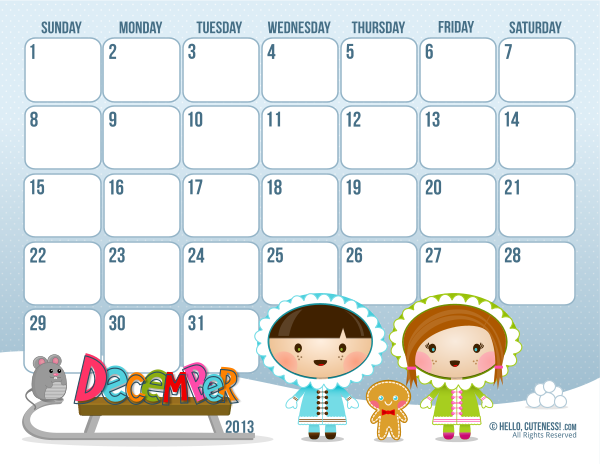 SUNDAY MONDAY TUESDAY WEDNESDAY THURSDAY FRIDAY SATURDAY
1 2 3 4 5 6 7
8 9 10 11 12 13 14
15 16 17 18 19 20 21
22 23 24 25 26 27 28
29 30 31
DeceMPeR
2013
© HELLO, CUTENESS!.COM
All Rights Reserved